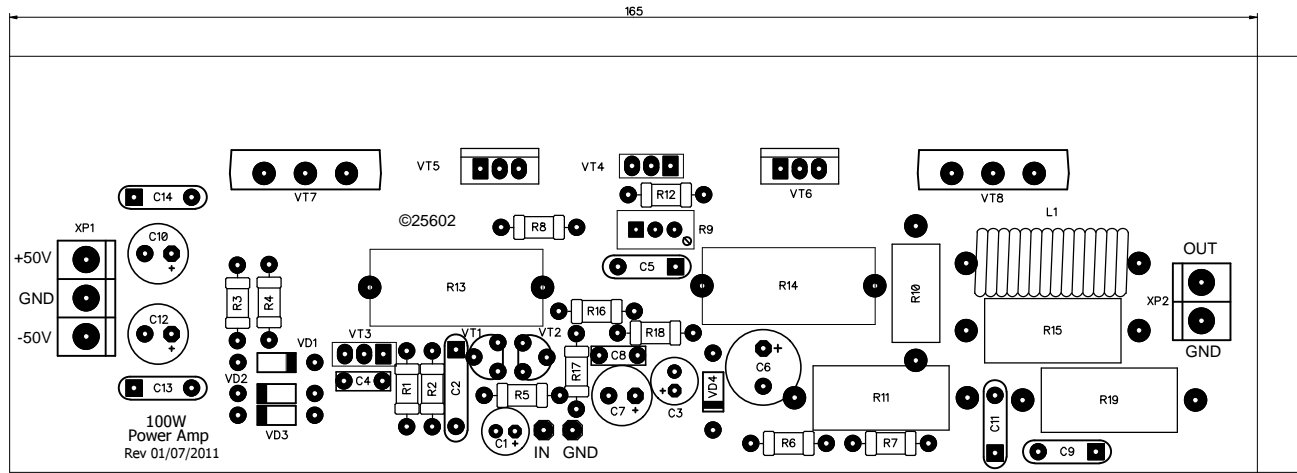 165
VT5
VT4
VT7
VT6
VT8
C14
R12
L1
XP1
©25602
R8
R9
OUT
+50V
C10
C5
GND
R3
R4
R13
R14
R10
XP2
-50V
C12
R16
R18
R15
GND
VD1
VT3
VT1
VT2
C8
C6
VD2
C13
C4
R1
R2
C2
R5
R17
C7
C3
VD4
R11
R19
VD3
C1
IN
GND
R6
R7
C11
C9
100W
Power Amp
Rev 01/07/2011